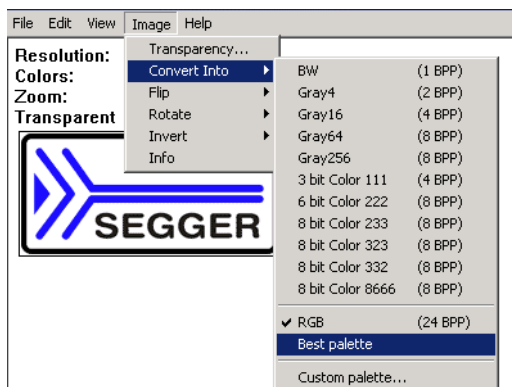 File Edit View Image Help
Resolution:
Colors:
Zoom:
Transparent
SEGGER
Transparency...
Convert Into
Flip
Rotate
Invert
Info
BW (1 BPP)
Gray4 (2 BPP)
Gray16 (4 BPP)
Gray64 (8 BPP)
Gray256 (8 BPP)
3 bit Color 111 (4 BPP)
6 bit Color 222 (8 BPP)
8 bit Color 233 (8 BPP)
8 bit Color 323 (8 BPP)
8 bit Color 332 (8 BPP)
8 bit Color 8666 (8 BPP)
RGB (24 BPP)
Best palette
Custom palette...